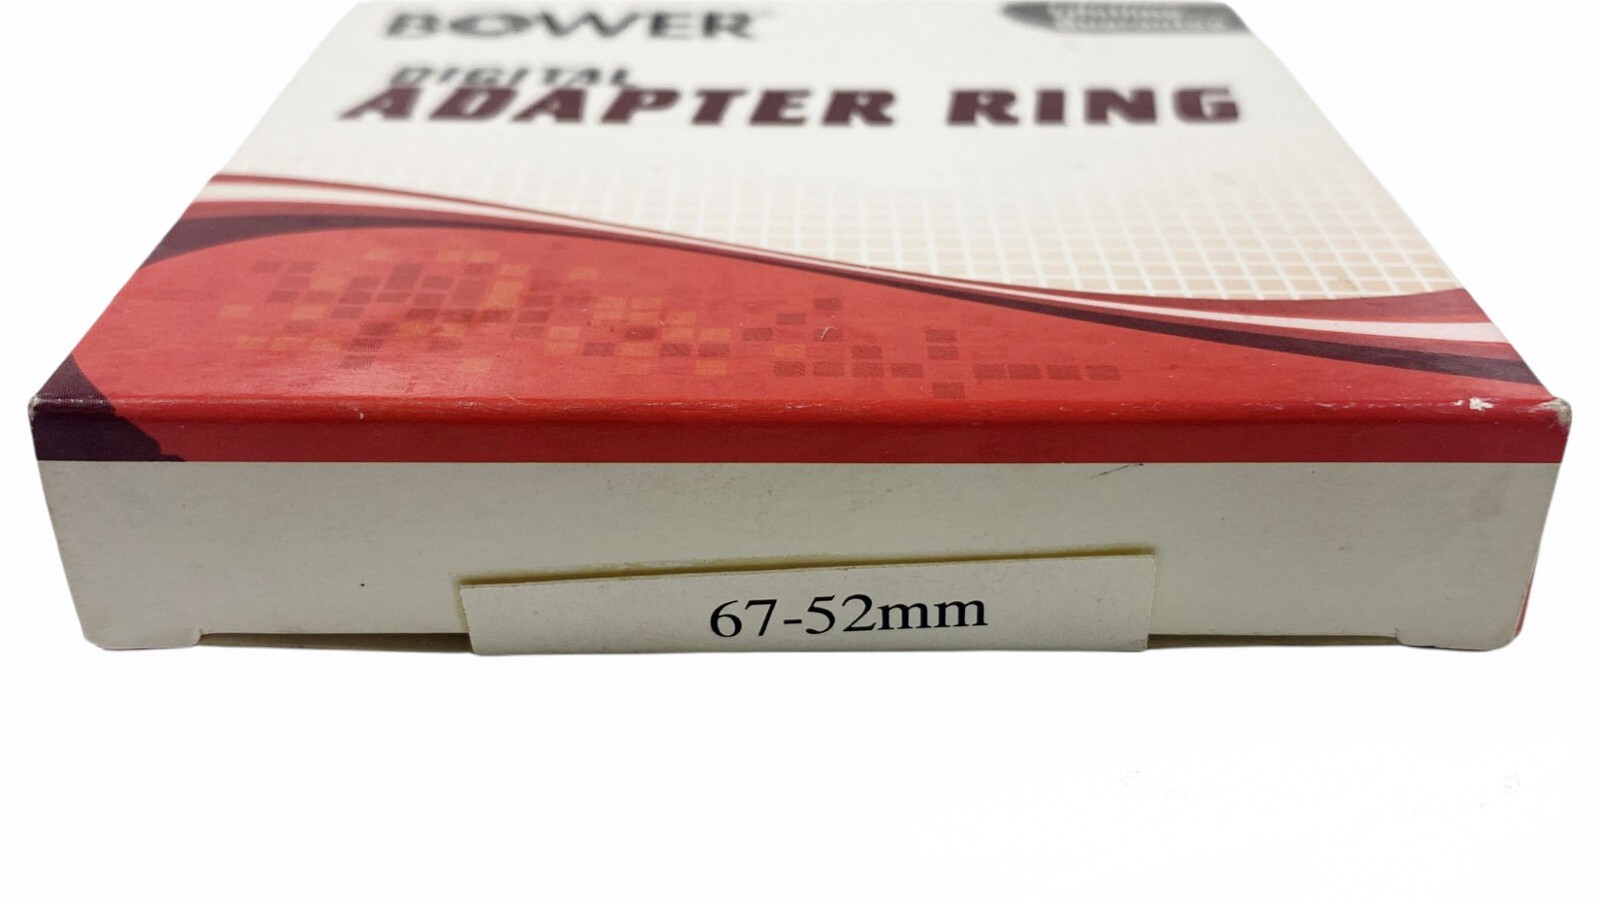 BOWER
DIGITAL
ADAPTER RING
67-52mm